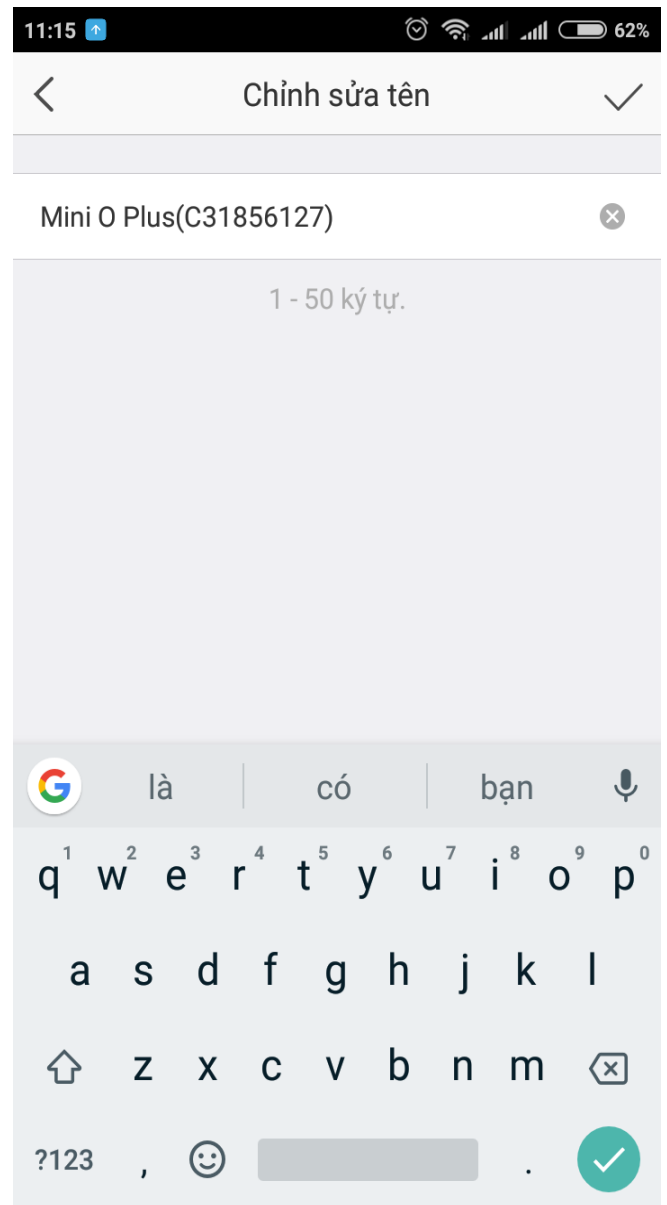 11:15 62%
Chỉnh sửa tên
Mini O Plus(C31856127)
1 - 50 ký tự.
G là có bạn
1 2 3 4 5 6 7 8 9 0
q w e r t y u i o p
a s d f g h j k l
z x c v b n m
?123 , .